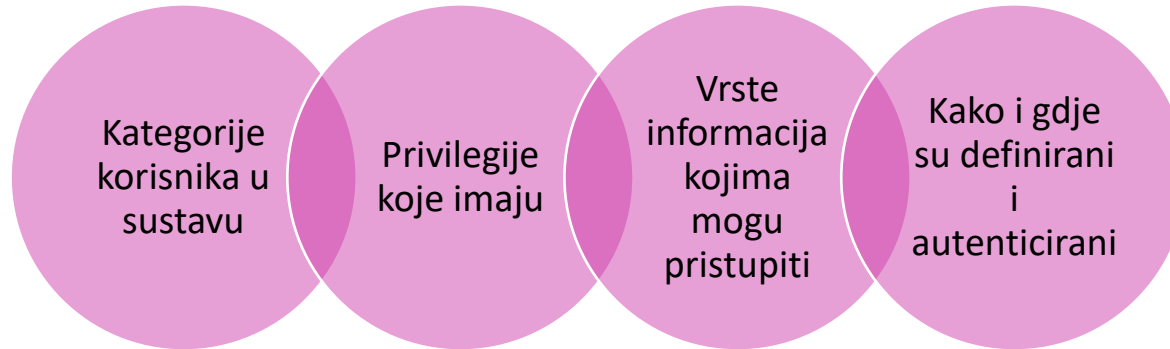 Kategorije
korisnika u
sustavu
Privilegije
koje imaju
Vrste
informacija
kojima
mogu
pristupiti
Kako i gdje
su definirani
i
autenticirani